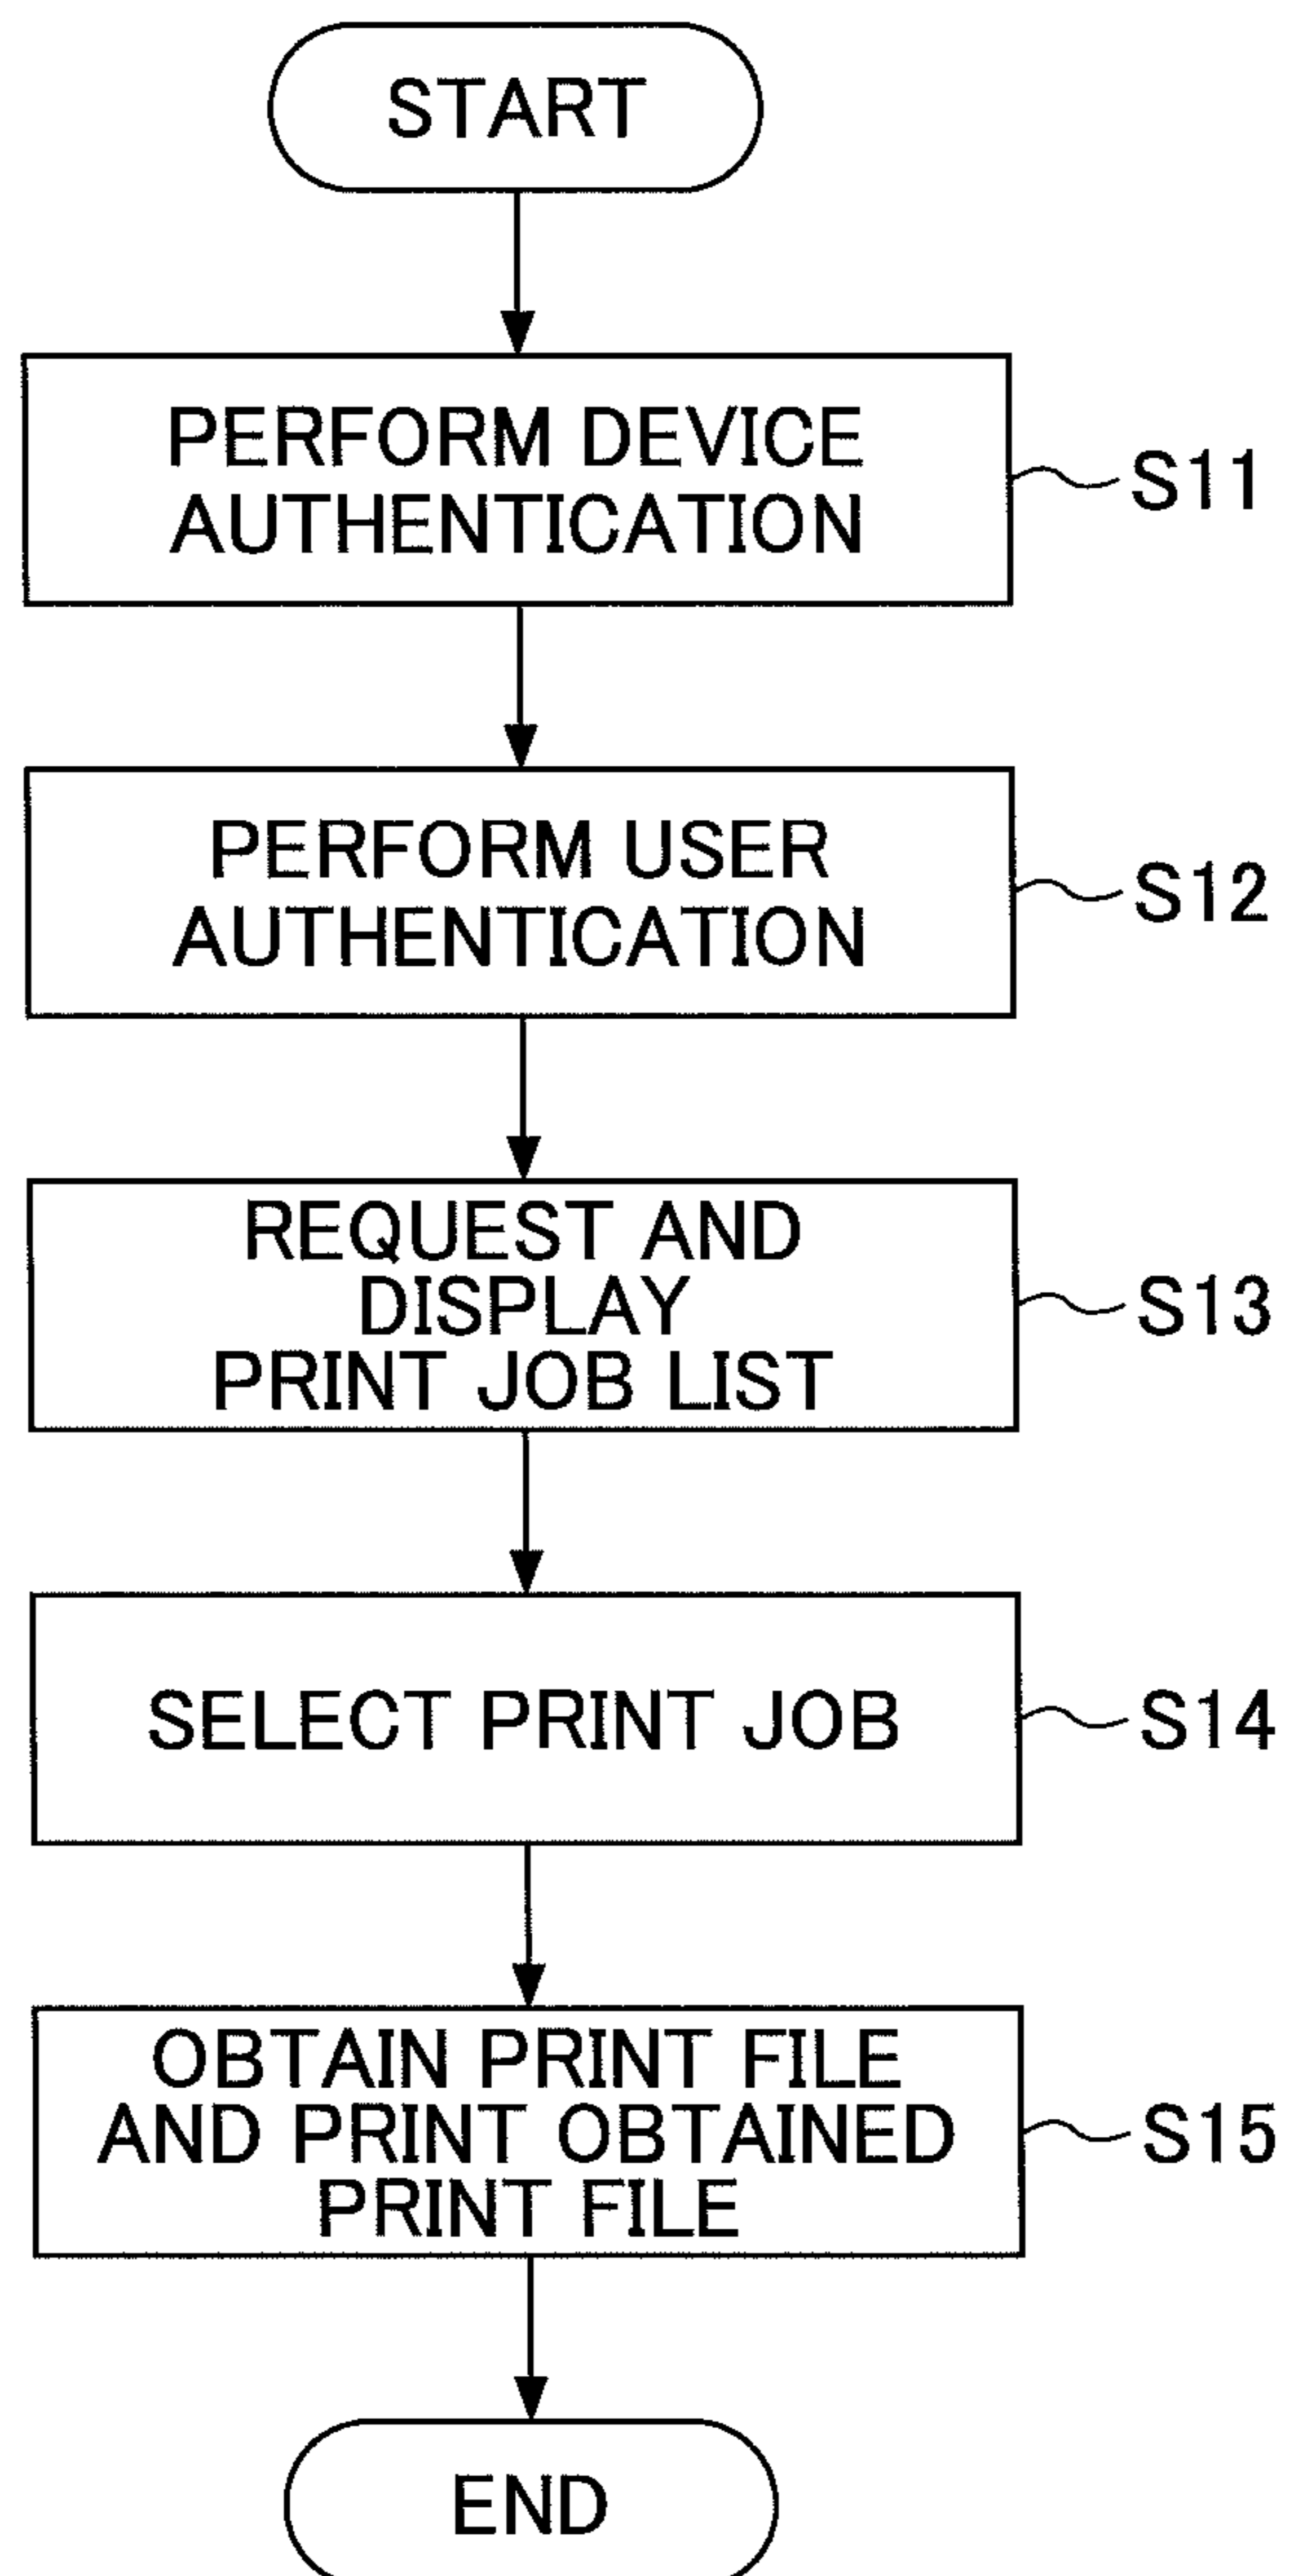 START
PERFORM DEVICE
AUTHENTICATION
S11
PERFORM USER
AUTHENTICATION
S12
REQUEST AND
DISPLAY
PRINT JOB LIST
S13
SELECT PRINT JOB
S14
OBTAIN PRINT FILE
AND PRINT OBTAINED
PRINT FILE
S15
END